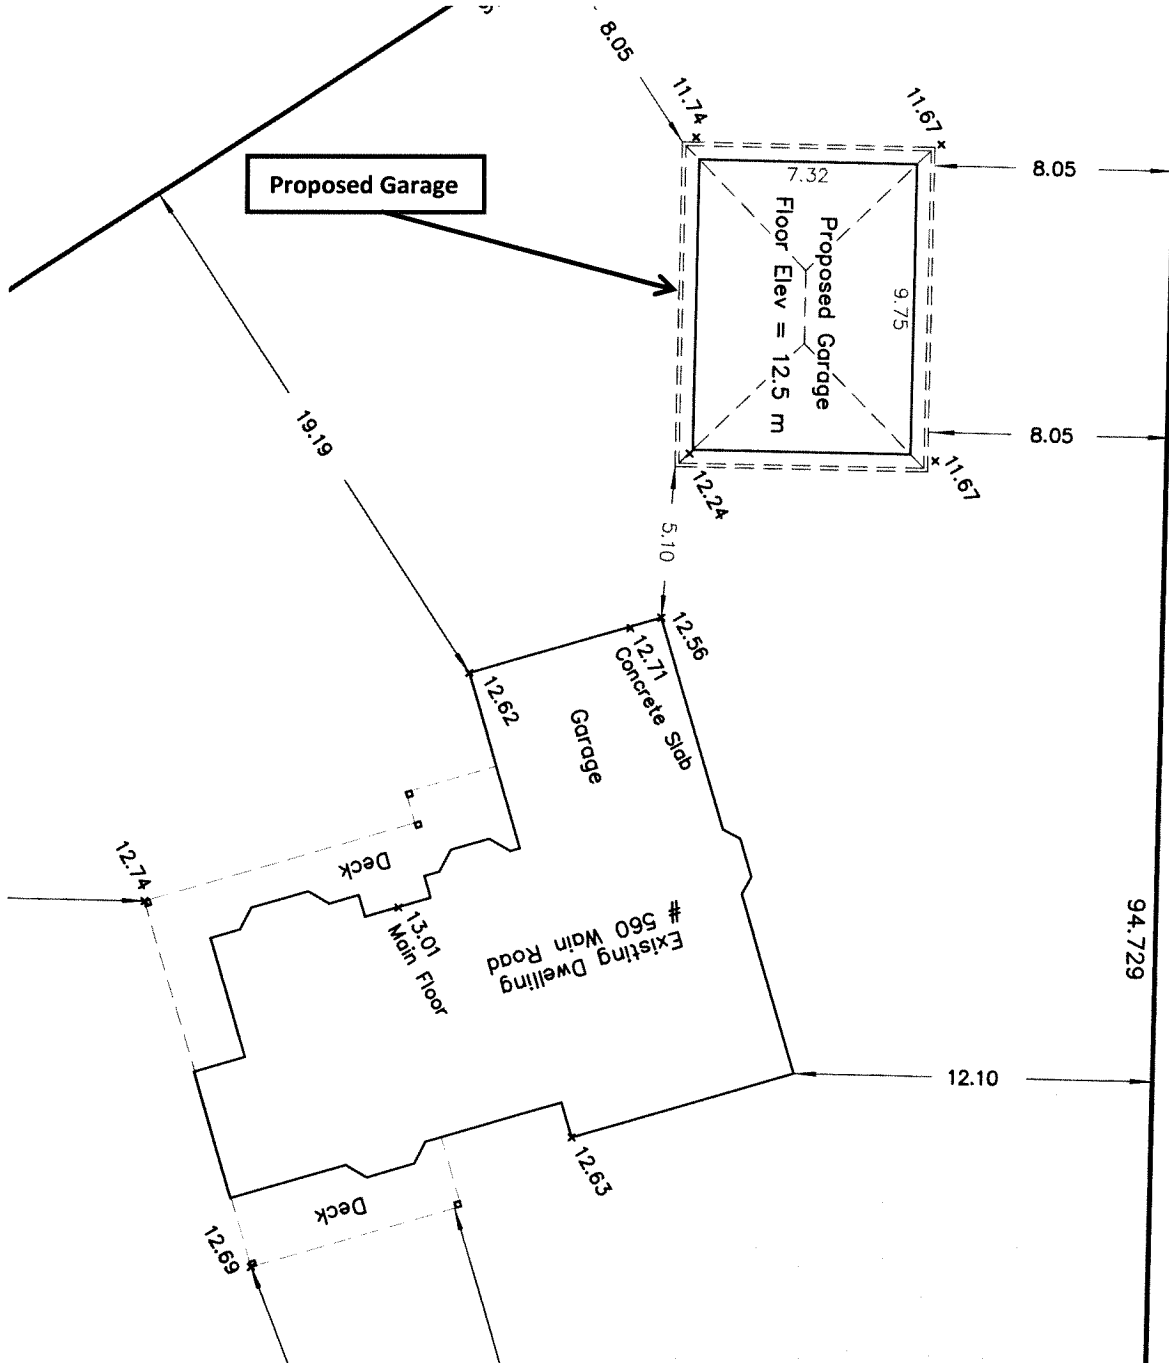 8.05
11.74
11.67
8.05
Proposed Garage
7.32
Proposed Garage
Floor Elev = 12.5 m
9.75
8.05
11.67
12.24
19.19
5.10
12.56
12.71
Concrete Slab
12.62
Garage
12.74
Deck
13.01
Main Floor
# 560 Wain Road
Existing Dwelling
94.729
12.10
12.63
Deck
12.69